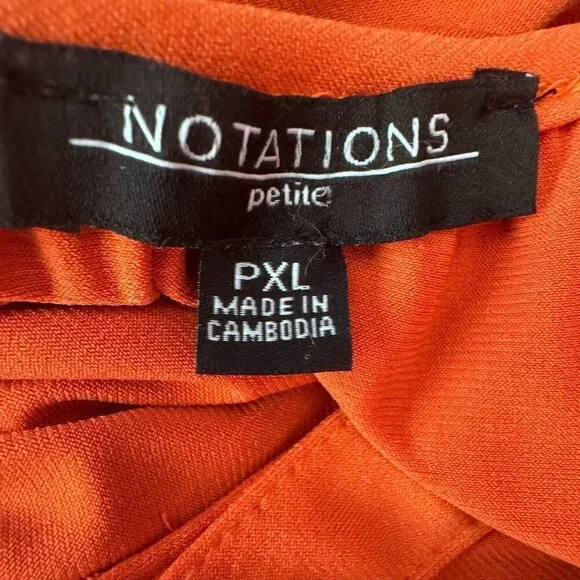 NOTATIONS
petite
PXL
MADE IN
CAMBODIA